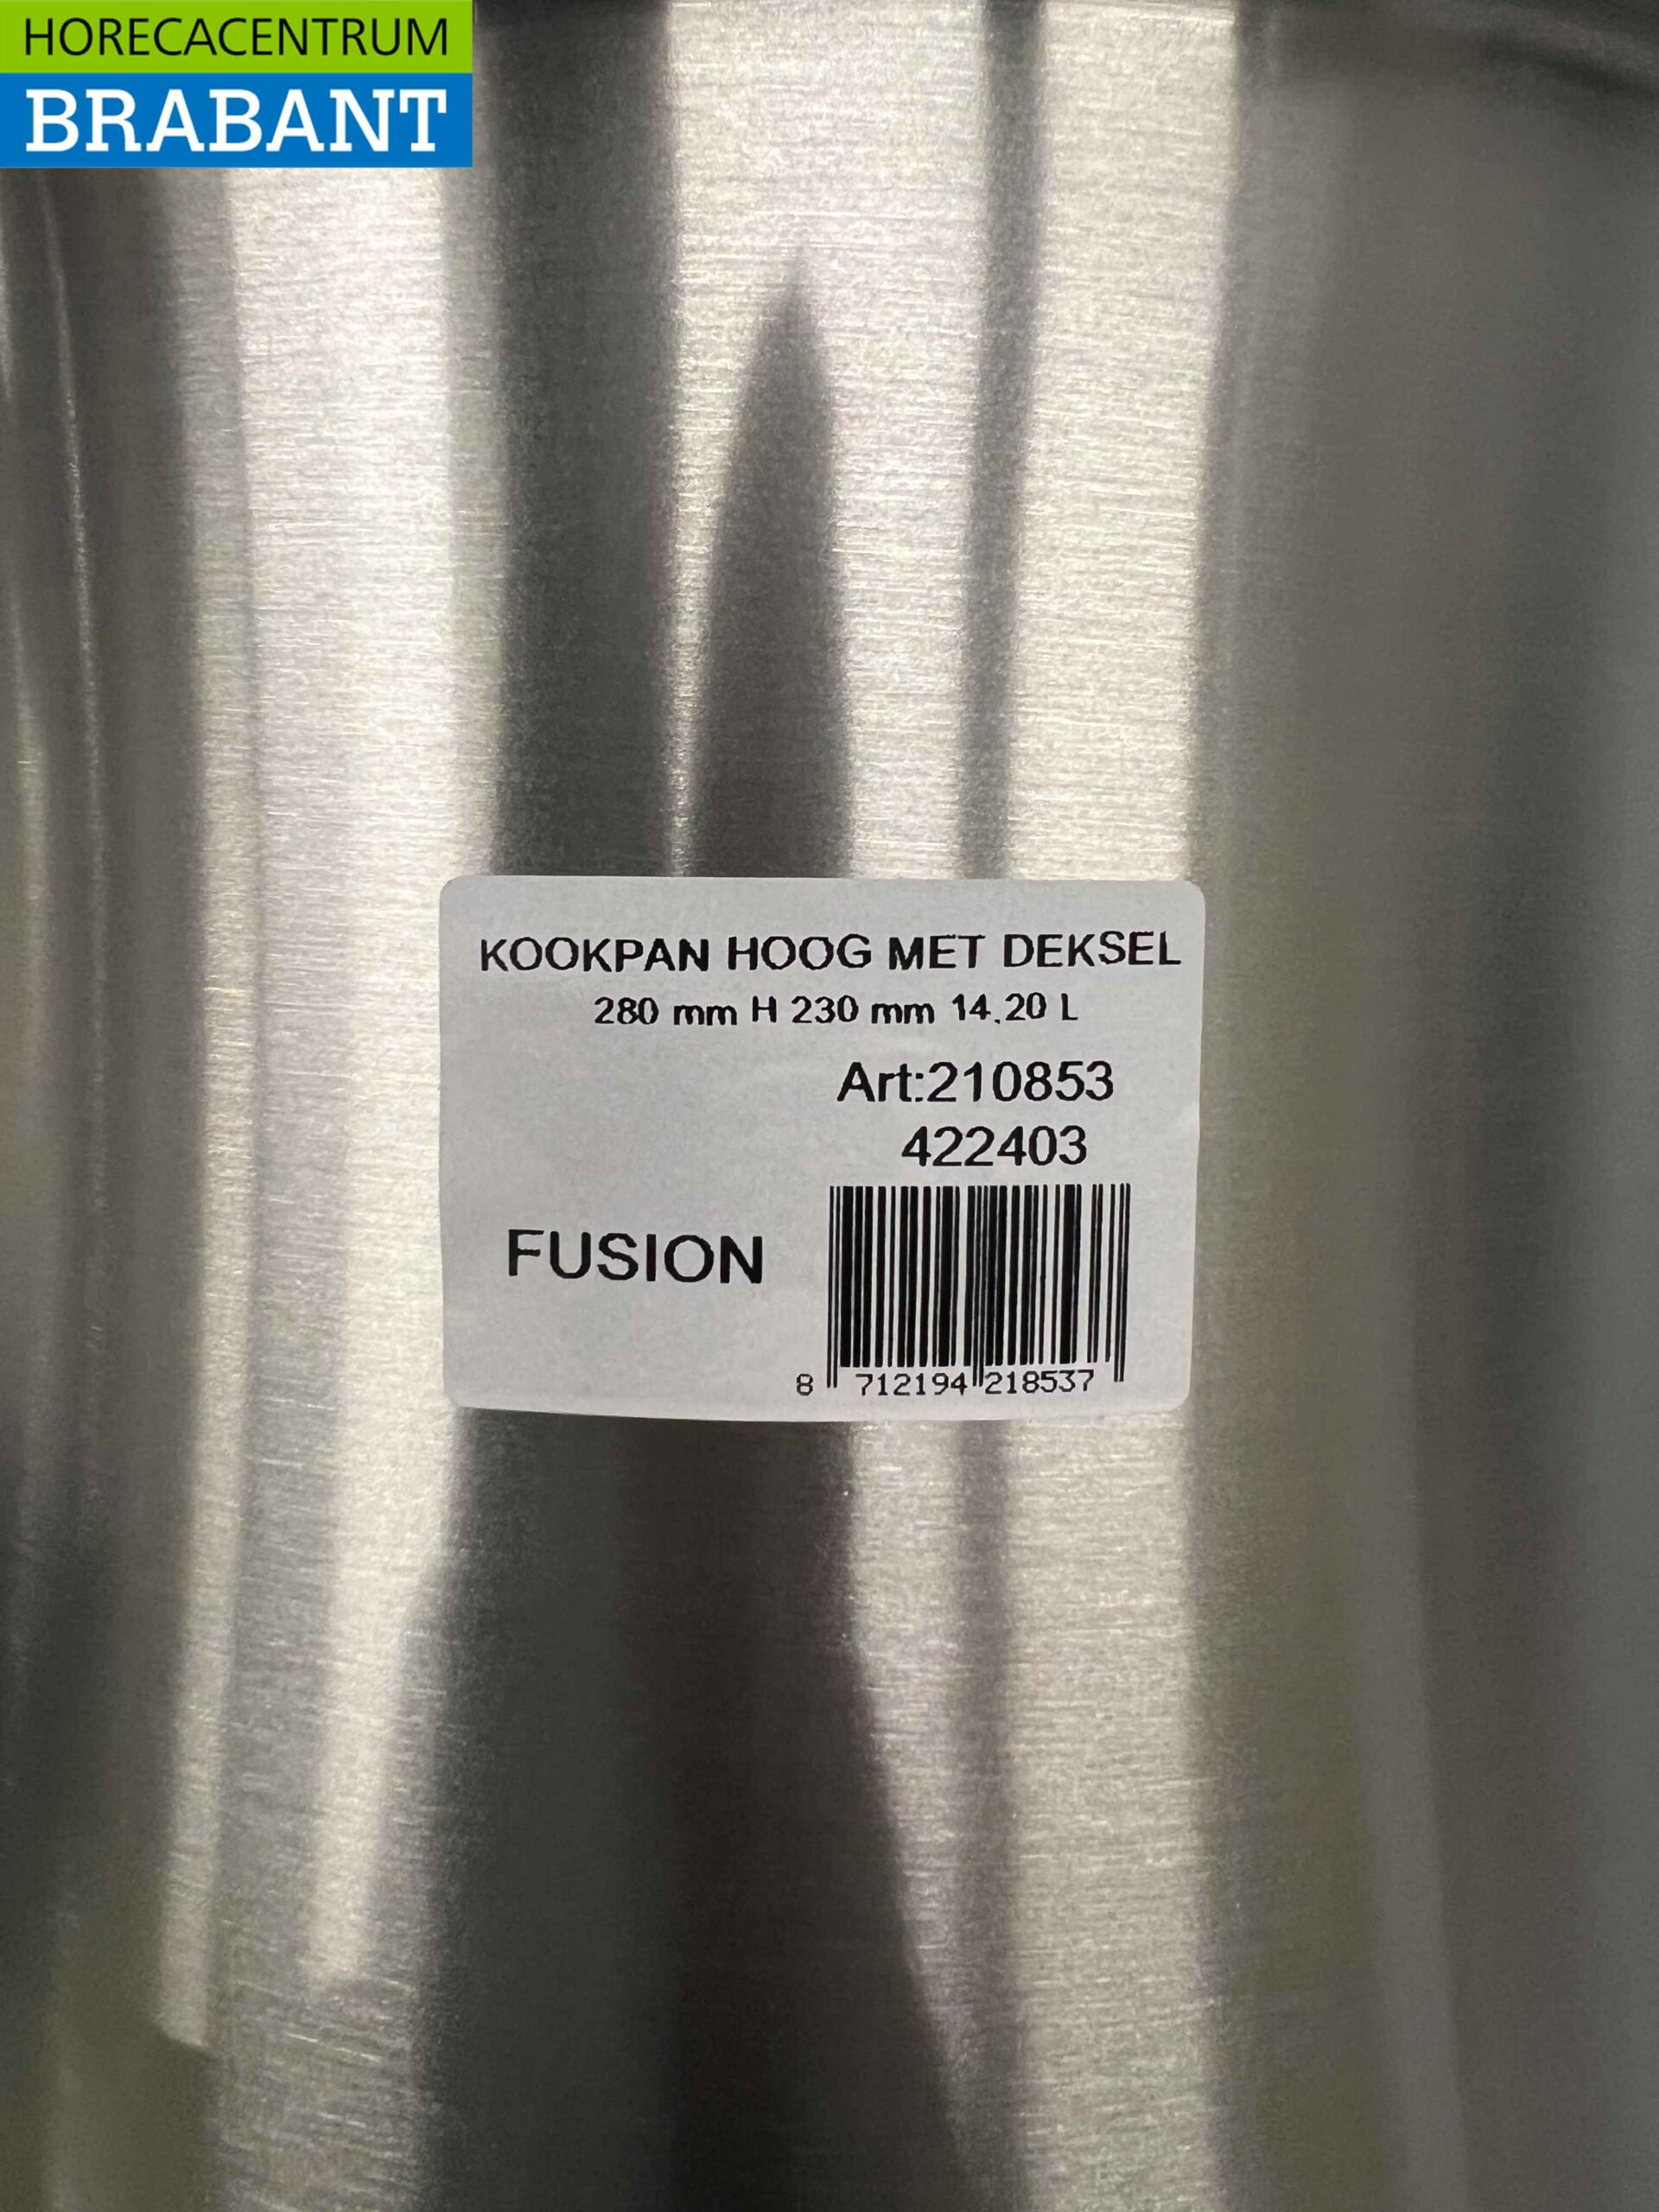 HORECACENTRUM
BRABANT
KOOKPAN HOOG MET DEKSEL
280 mm H 230 mm 14.20 L
Art:210853
422403
FUSION
8 712194 218537